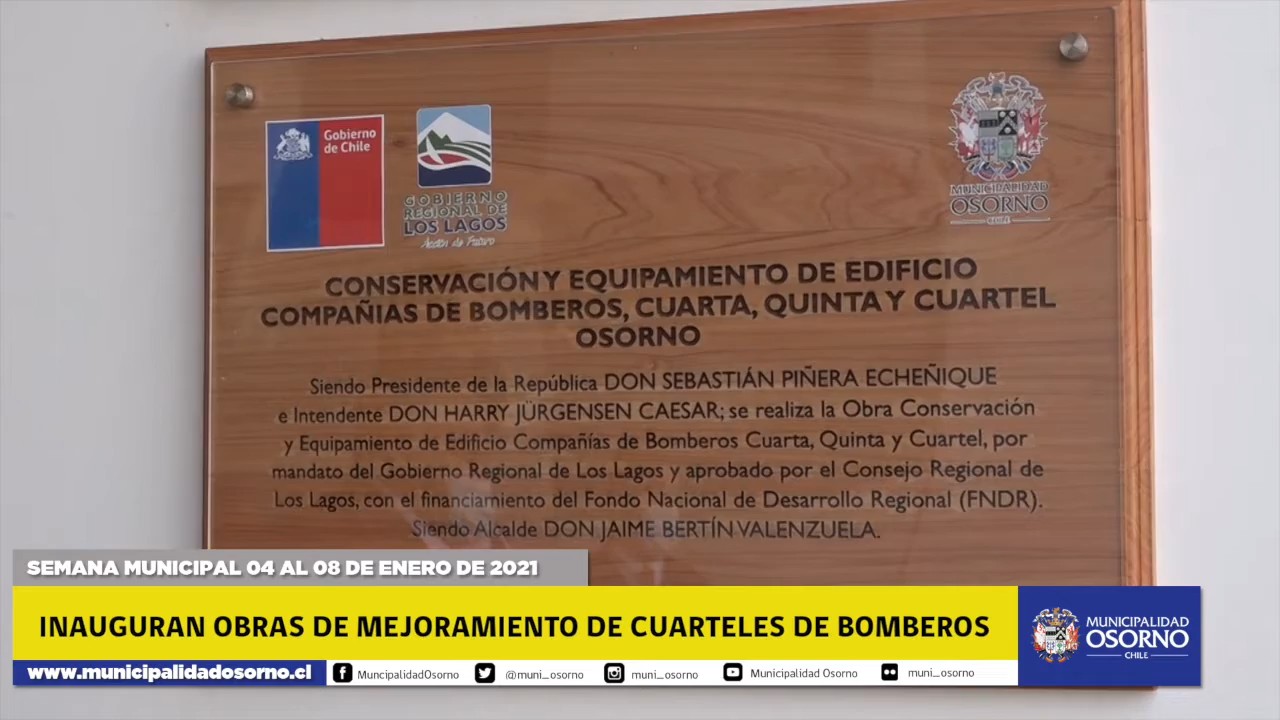 Gobierno
de Chile
GOBIERNO
REGIONAL DE
LOS LAGOS
Acción de Futuro
MUNICIPALIDAD
OSORNO
CHILE
CONSERVACIÓN Y EQUIPAMIENTO DE EDIFICIO
COMPAÑIAS DE BOMBEROS, CUARTA, QUINTA Y CUARTEL
OSORNO
Siendo Presidente de la República DON SEBASTIÁN PIÑERA ECHEÑIQUE
e Intendente DON HARRY JÜRGENSEN CAESAR; se realiza la Obra Conservación
y Equipamiento de Edificio Compañías de Bomberos Cuarta, Quinta y Cuartel, por
mandato del Gobierno Regional de Los Lagos y aprobado por el Consejo Regional de
Los Lagos, con el financiamiento del Fondo Nacional de Desarrollo Regional (FNDR).
Siendo Alcalde DON JAIME BERTÍN VALENZUELA.
SEMANA MUNICIPAL 04 AL 08 DE ENERO DE 2021
INAUGURAN OBRAS DE MEJORAMIENTO DE CUARTELES DE BOMBEROS
MUNICIPALIDAD
OSORNO
CHILE
www.municipalidadosorno.cl
MuncipalidadOsorno
@muni_osorno
muni_osorno
Municipalidad Osorno
muni_osorno